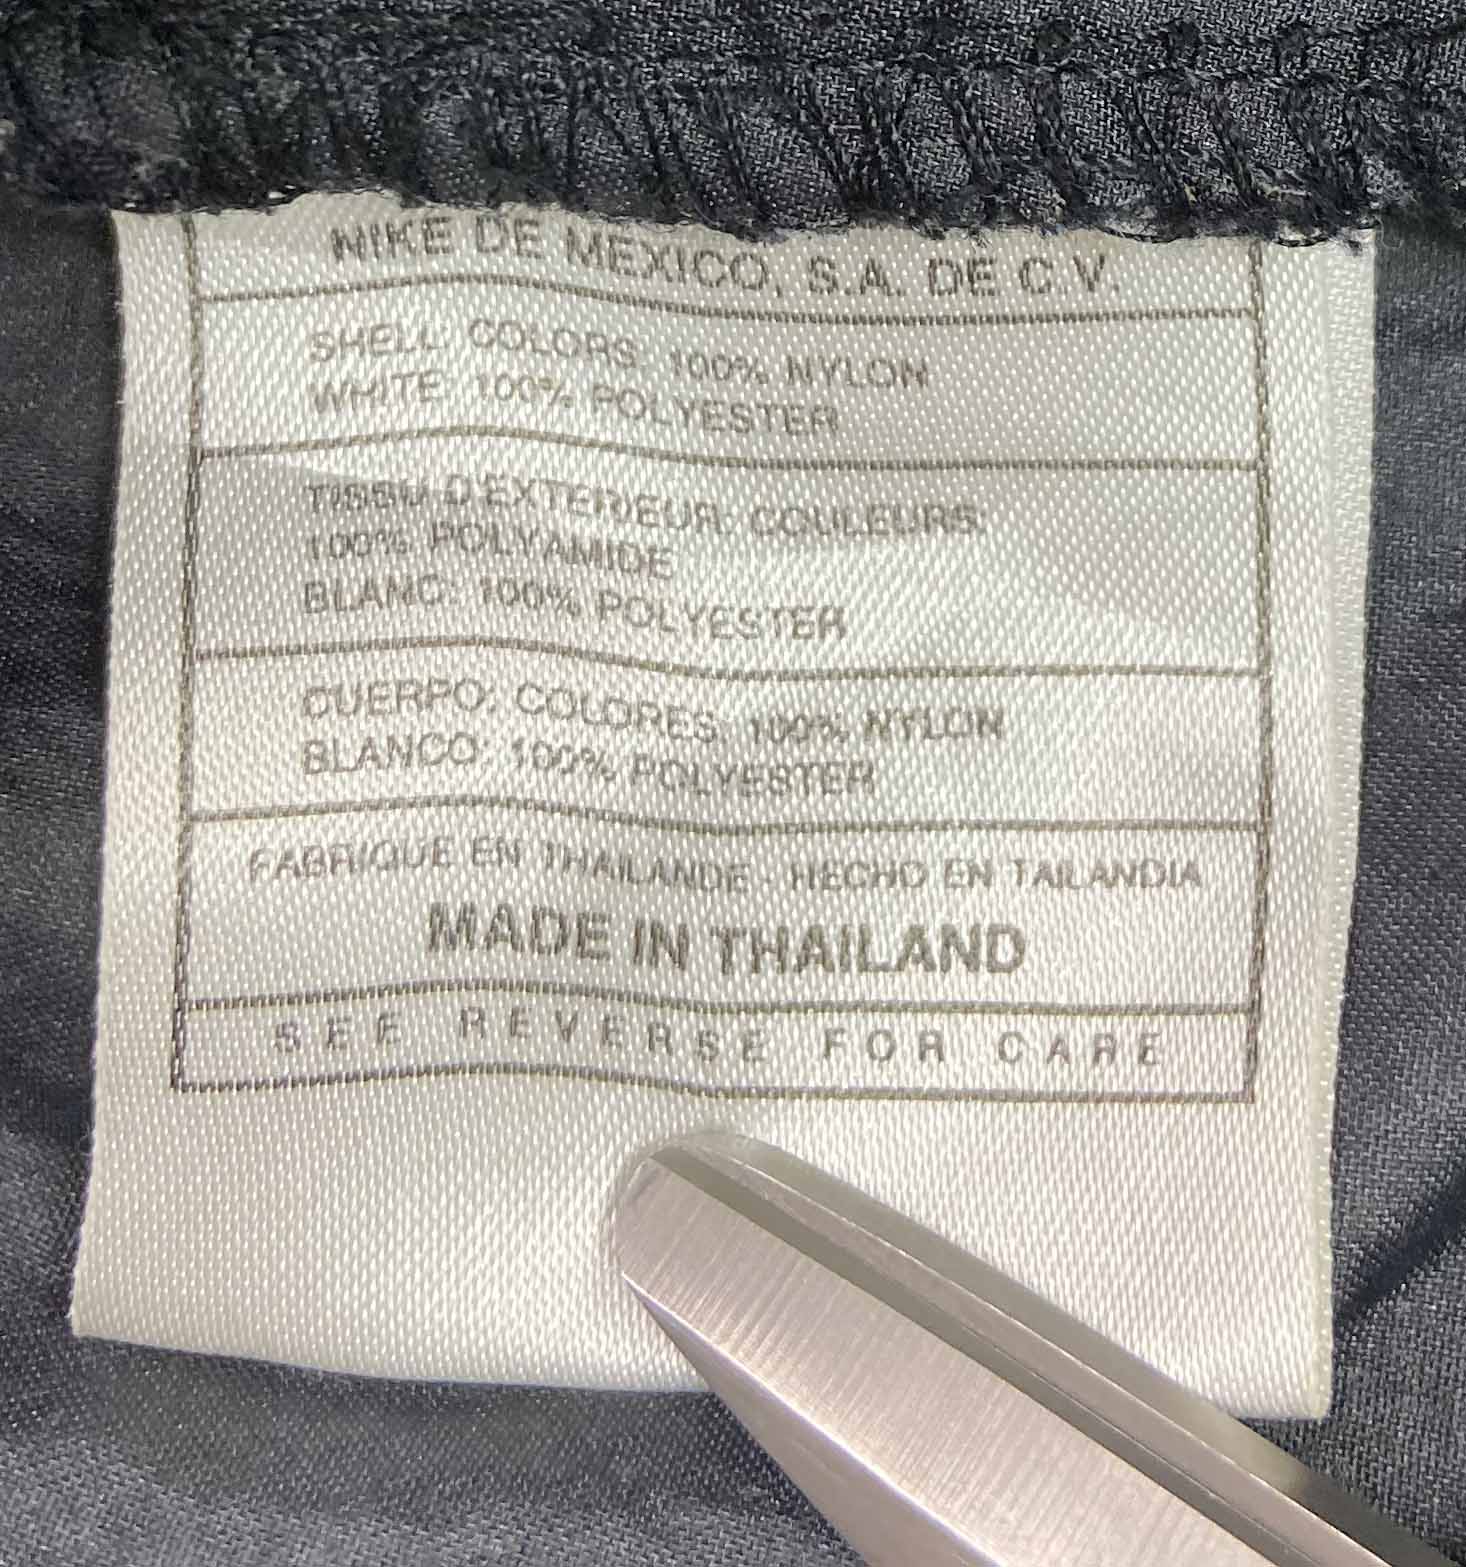 NIKE DE MEXICO, S.A. DE C.V.
SHELL: COLORS: 100% NYLON
WHITE: 100% POLYESTER
TISSU D'EXTERIEUR: COULEURS:
100% POLYAMIDE
BLANC: 100% POLYESTER
CUERPO: COLORES: 100% NYLON
BLANCO: 100% POLYESTER
FABRIQUE EN THAILANDE - HECHO EN TAILANDIA
MADE IN THAILAND
SEE REVERSE FOR CARE